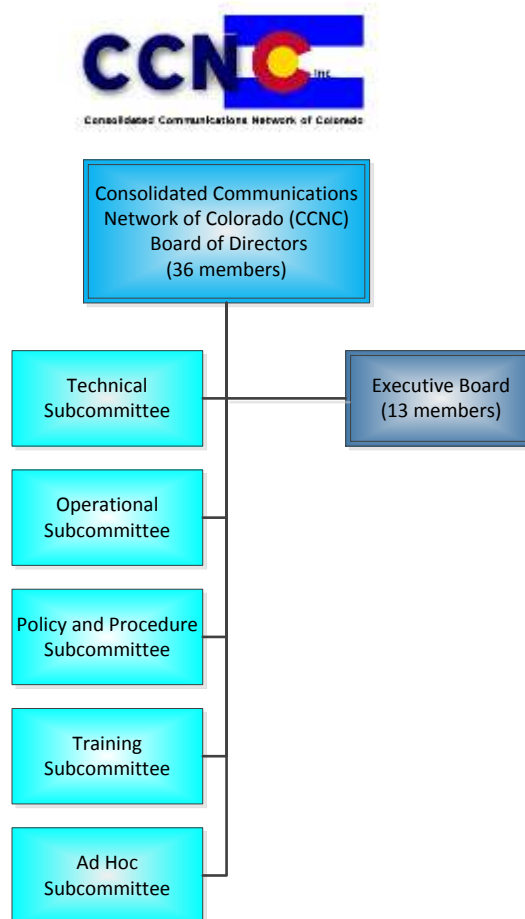 CCNC
Inc
Consolidated Communications Network of Colorado
Consolidated Communications
Network of Colorado (CCNC)
Board of Directors
(36 members)
Technical
Subcommittee
Executive Board
(13 members)
Operational
Subcommittee
Policy and Procedure
Subcommittee
Training
Subcommittee
Ad Hoc
Subcommittee